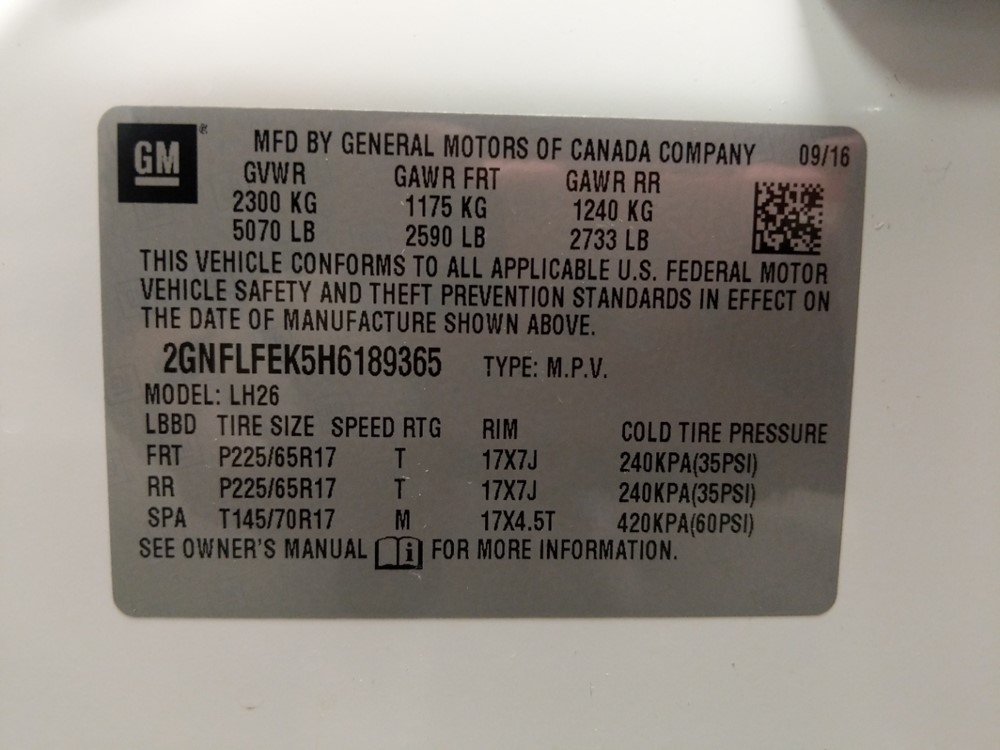 GM® MFD BY GENERAL MOTORS OF CANADA COMPANY 09/16
GVWR GAWR FRT GAWR RR
2300 KG 1175 KG 1240 KG
5070 LB 2590 LB 2733 LB
THIS VEHICLE CONFORMS TO ALL APPLICABLE U.S. FEDERAL MOTOR
VEHICLE SAFETY AND THEFT PREVENTION STANDARDS IN EFFECT ON
THE DATE OF MANUFACTURE SHOWN ABOVE.
2GNFLFEK5H6189365 TYPE: M.P.V.
MODEL: LH26
LBBD TIRE SIZE SPEED RTG RIM COLD TIRE PRESSURE
FRT P225/65R17 T 17X7J 240KPA(35PSI)
RR P225/65R17 T 17X7J 240KPA(35PSI)
SPA T145/70R17 M 17X4.5T 420KPA(60PSI)
SEE OWNER'S MANUAL i FOR MORE INFORMATION.